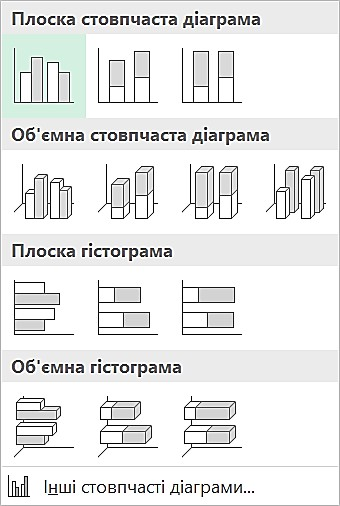 Плоска стовпчаста діаграма
Об'ємна стовпчаста діаграма
Плоска гістограма
Об'ємна гістограма
Інші стовпчасті діаграми...